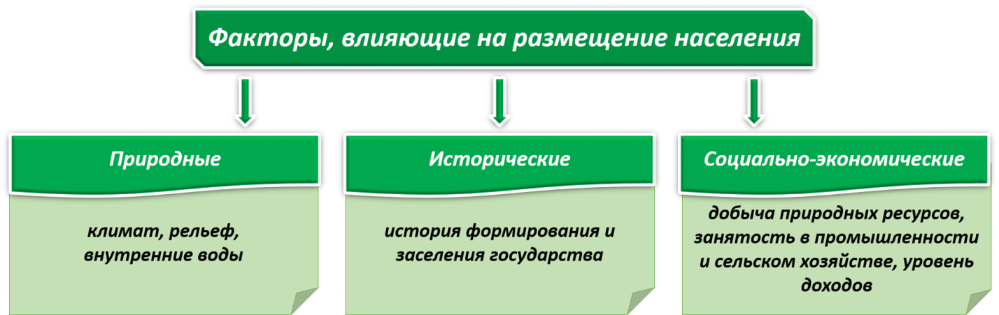 Факторы, влияющие на размещение населения
Природные
климат, рельеф,
внутренние воды
Исторические
история формирования и
заселения государства
Социально-экономические
добыча природных ресурсов,
занятость в промышленности
и сельском хозяйстве, уровень
доходов